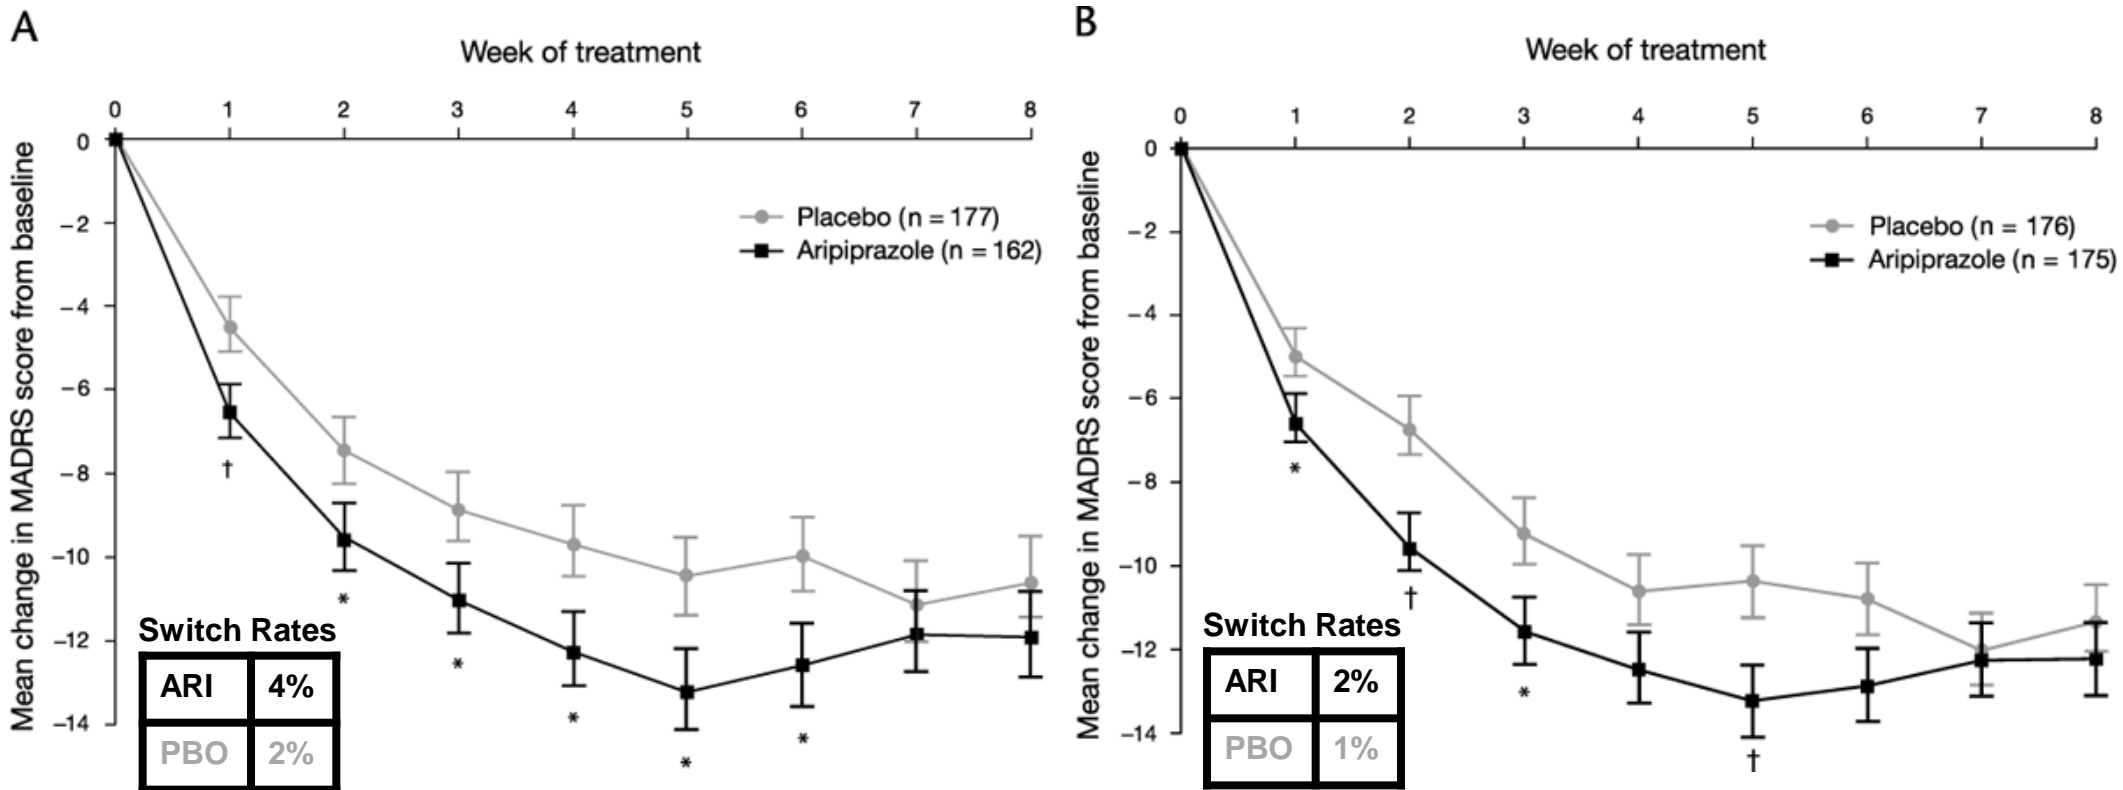 A
Week of treatment
0 1 2 3 4 5 6 7 8
Mean change in MADRS score from baseline
0
−2
−4
−6
−8
−10
−12
−14
Placebo (n = 177)
Aripiprazole (n = 162)
†
*
*
*
*
*
Switch Rates
ARI 4%
PBO 2%
B
Week of treatment
0 1 2 3 4 5 6 7 8
Mean change in MADRS score from baseline
0
−2
−4
−6
−8
−10
−12
−14
Placebo (n = 176)
Aripiprazole (n = 175)
*
†
*
†
Switch Rates
ARI 2%
PBO 1%